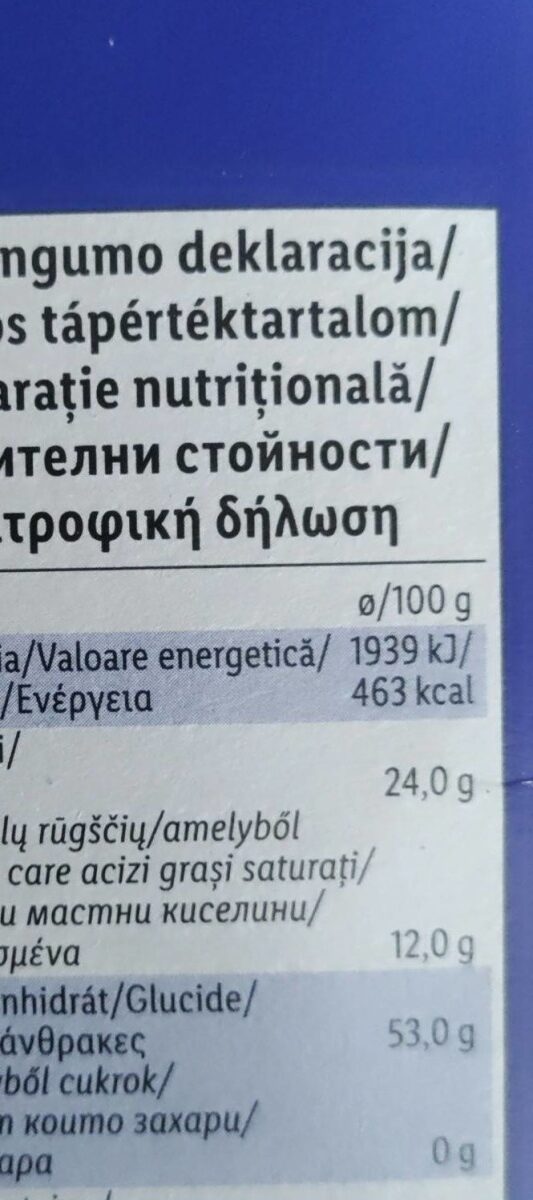 ngumo deklaracija/
os tápértéktartalom/
arație nutrițională/
ителни стойности/
τροφική δήλωση
ø/100 g
ia/Valoare energetică/ 1939 kJ/
/Ενέργεια 463 kcal
i/
24,0 g
lų rūgščių/amelyből
care acizi grași saturați/
и мастни киселини/
σμένα 12,0 g
nhidrát/Glucide/
άνθρακες 53,0 g
ből cukrok/
т които захари/
αρα 0 g